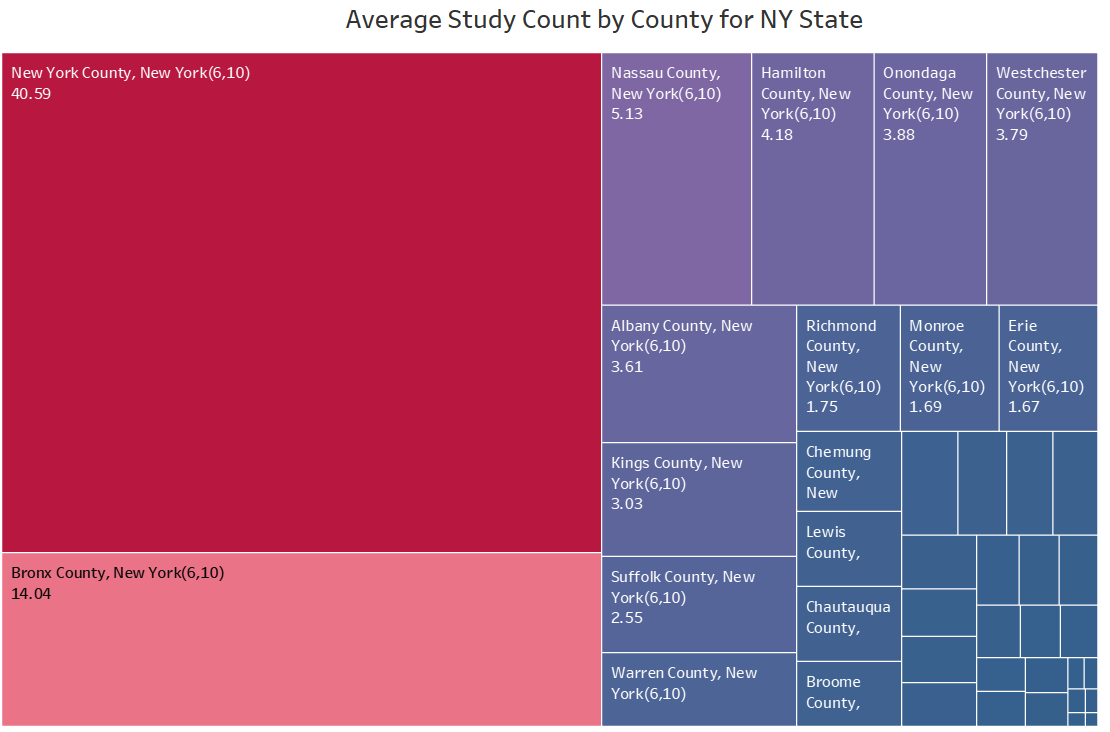 Average Study Count by County for NY State
New York County, New York(6,10)
40.59
Bronx County, New York(6,10)
14.04
Nassau County,
New York(6,10)
5.13
Hamilton
County, New
York(6,10)
4.18
Onondaga
County, New
York(6,10)
3.88
Westchester
County, New
York(6,10)
3.79
Albany County, New
York(6,10)
3.61
Kings County, New
York(6,10)
3.03
Suffolk County, New
York(6,10)
2.55
Warren County, New
York(6,10)
Richmond
County,
New
York(6,10)
1.75
Monroe
County,
New
York(6,10)
1.69
Erie
County,
New
York(6,10)
1.67
Chemung
County,
New
Lewis
County,
Chautauqua
County,
Broome
County,